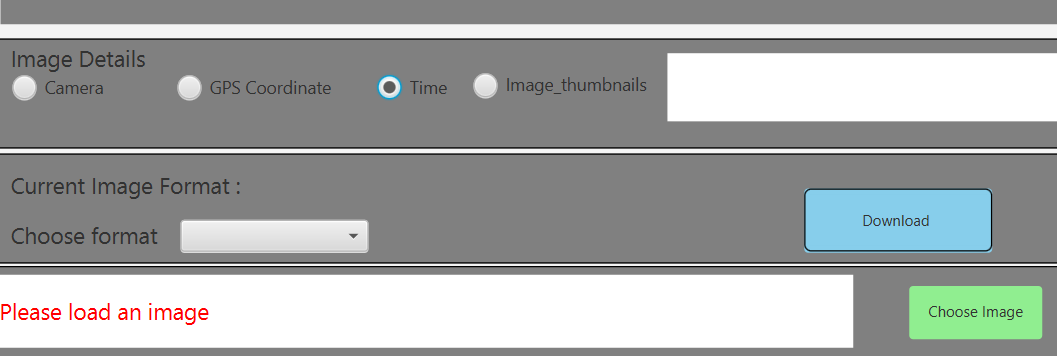 Image Details
Camera GPS Coordinate Time Image_thumbnails
Current Image Format :
Choose format
Download
Please load an image
Choose Image